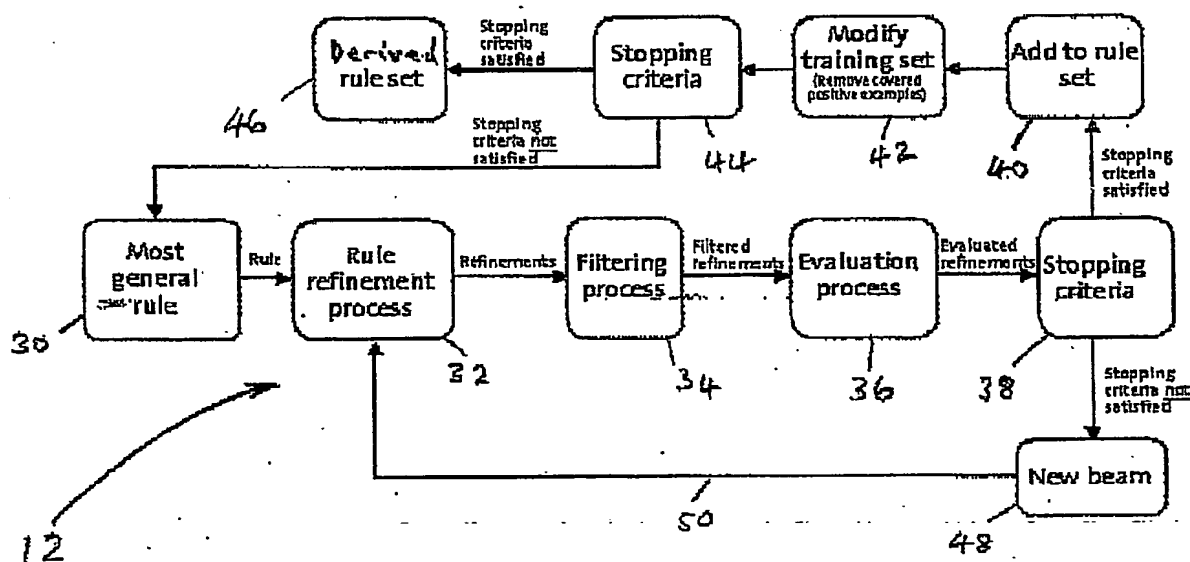 Stopping
criteria
satisfied
Derived
rule set
Stopping
criteria
Modify
training set
(Remove covered
positive examples)
Add to rule
set
46
Stopping
criteria not
satisfied
44
42
40
Stopping
criteria
satisfied
Most
general
rule
Rule
Rule
refinement
process
Refinements
Filtering
process
Filtered
refinements
Evaluation
process
Evaluated
refinements
Stopping
criteria
30
32
34
36
38
Stopping
criteria not
satisfied
New beam
50
48
12